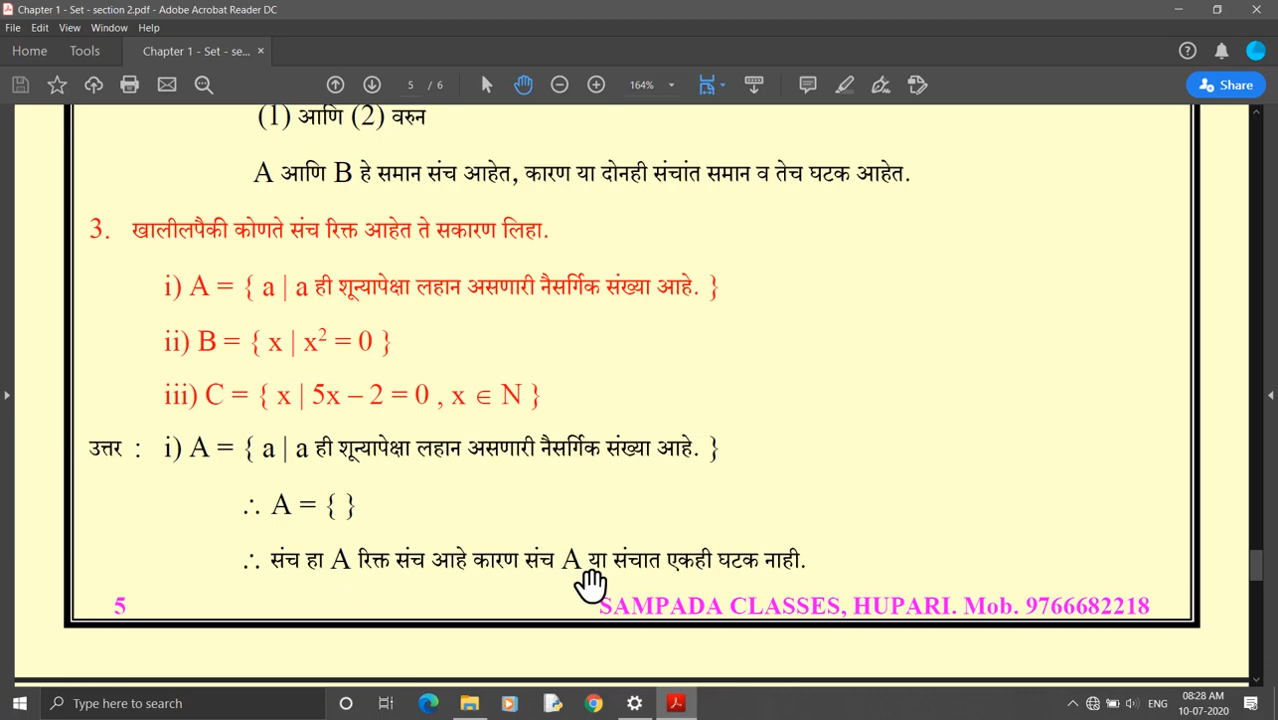 Chapter 1 - Set - section 2.pdf - Adobe Acrobat Reader DC
File Edit View Window Help
Home Tools Chapter 1 - Set - se... ×
5 / 6 164% Share
(1) आणि (2) वरुन
A आणि B हे समान संच आहेत, कारण या दोनही संचांत समान व तेच घटक आहेत.
3. खालीलपैकी कोणते संच रिक्त आहेत ते सकारण लिहा.
i) A = { a | a ही शून्यापेक्षा लहान असणारी नैसर्गिक संख्या आहे. }
ii) B = { x | x² = 0 }
iii) C = { x | 5x – 2 = 0 , x ∈ N }
उत्तर : i) A = { a | a ही शून्यापेक्षा लहान असणारी नैसर्गिक संख्या आहे. }
∴ A = { }
∴ संच हा A रिक्त संच आहे कारण संच A या संचात एकही घटक नाही.
5 SAMPADA CLASSES, HUPARI. Mob. 9766682218
Type here to search ENG 08:28 AM
10-07-2020